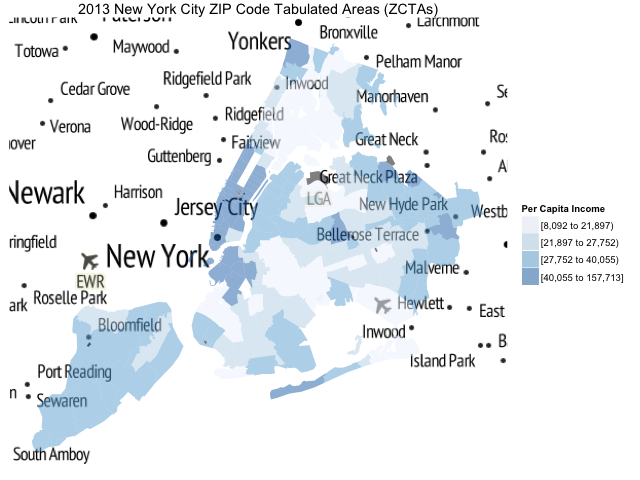 2013 New York City ZIP Code Tabulated Areas (ZCTAs)
Lincoln Park
Paterson
Larchmont
Totowa
Maywood
Yonkers
Bronxville
Pelham Manor
Cedar Grove
Ridgefield Park
Inwood
Manorhaven
Se
Verona
Wood-Ridge
Ridgefield
over
Fairview
Great Neck
Ros
Guttenberg
Great Neck Plaza
Newark
Harrison
Jersey City
LGA
New Hyde Park
Westb
ringfield
New York
Bellerose Terrace
EWR
Malverne
ark
Roselle Park
Hewlett
East
Bloomfield
Inwood
B
Port Reading
Island Park
n
Sewaren
South Amboy
Per Capita Income
[8,092 to 21,897)
[21,897 to 27,752)
[27,752 to 40,055)
[40,055 to 157,713]